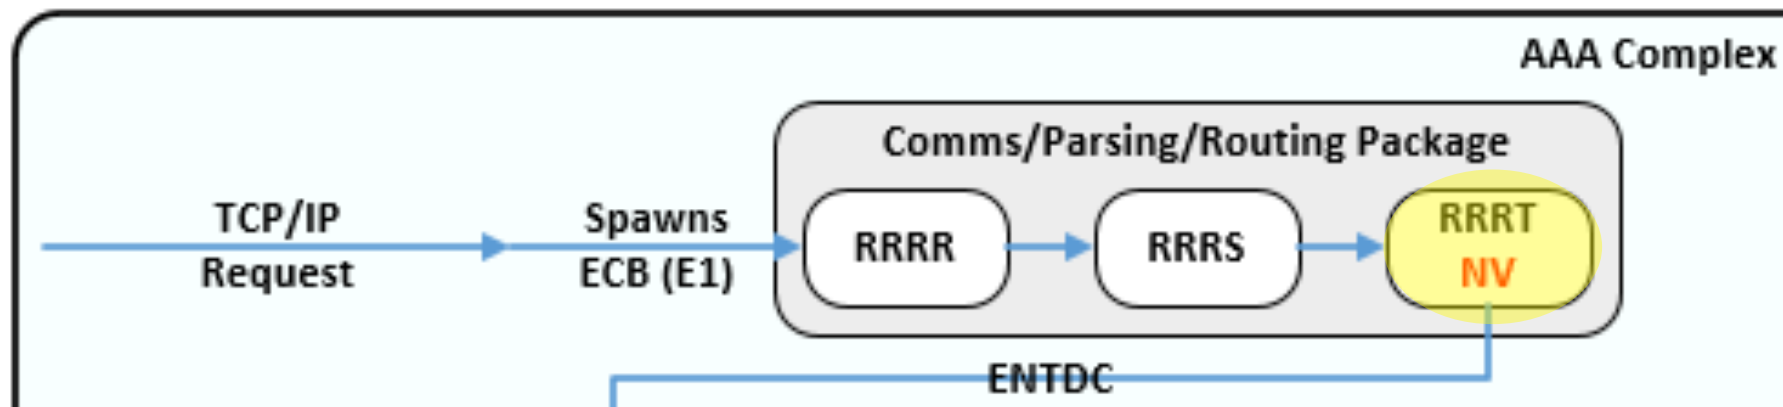 AAA Complex
Comms/Parsing/Routing Package
TCP/IP
Request
Spawns
ECB (E1)
RRRR
RRRS
RRRT
NV
ENTDC